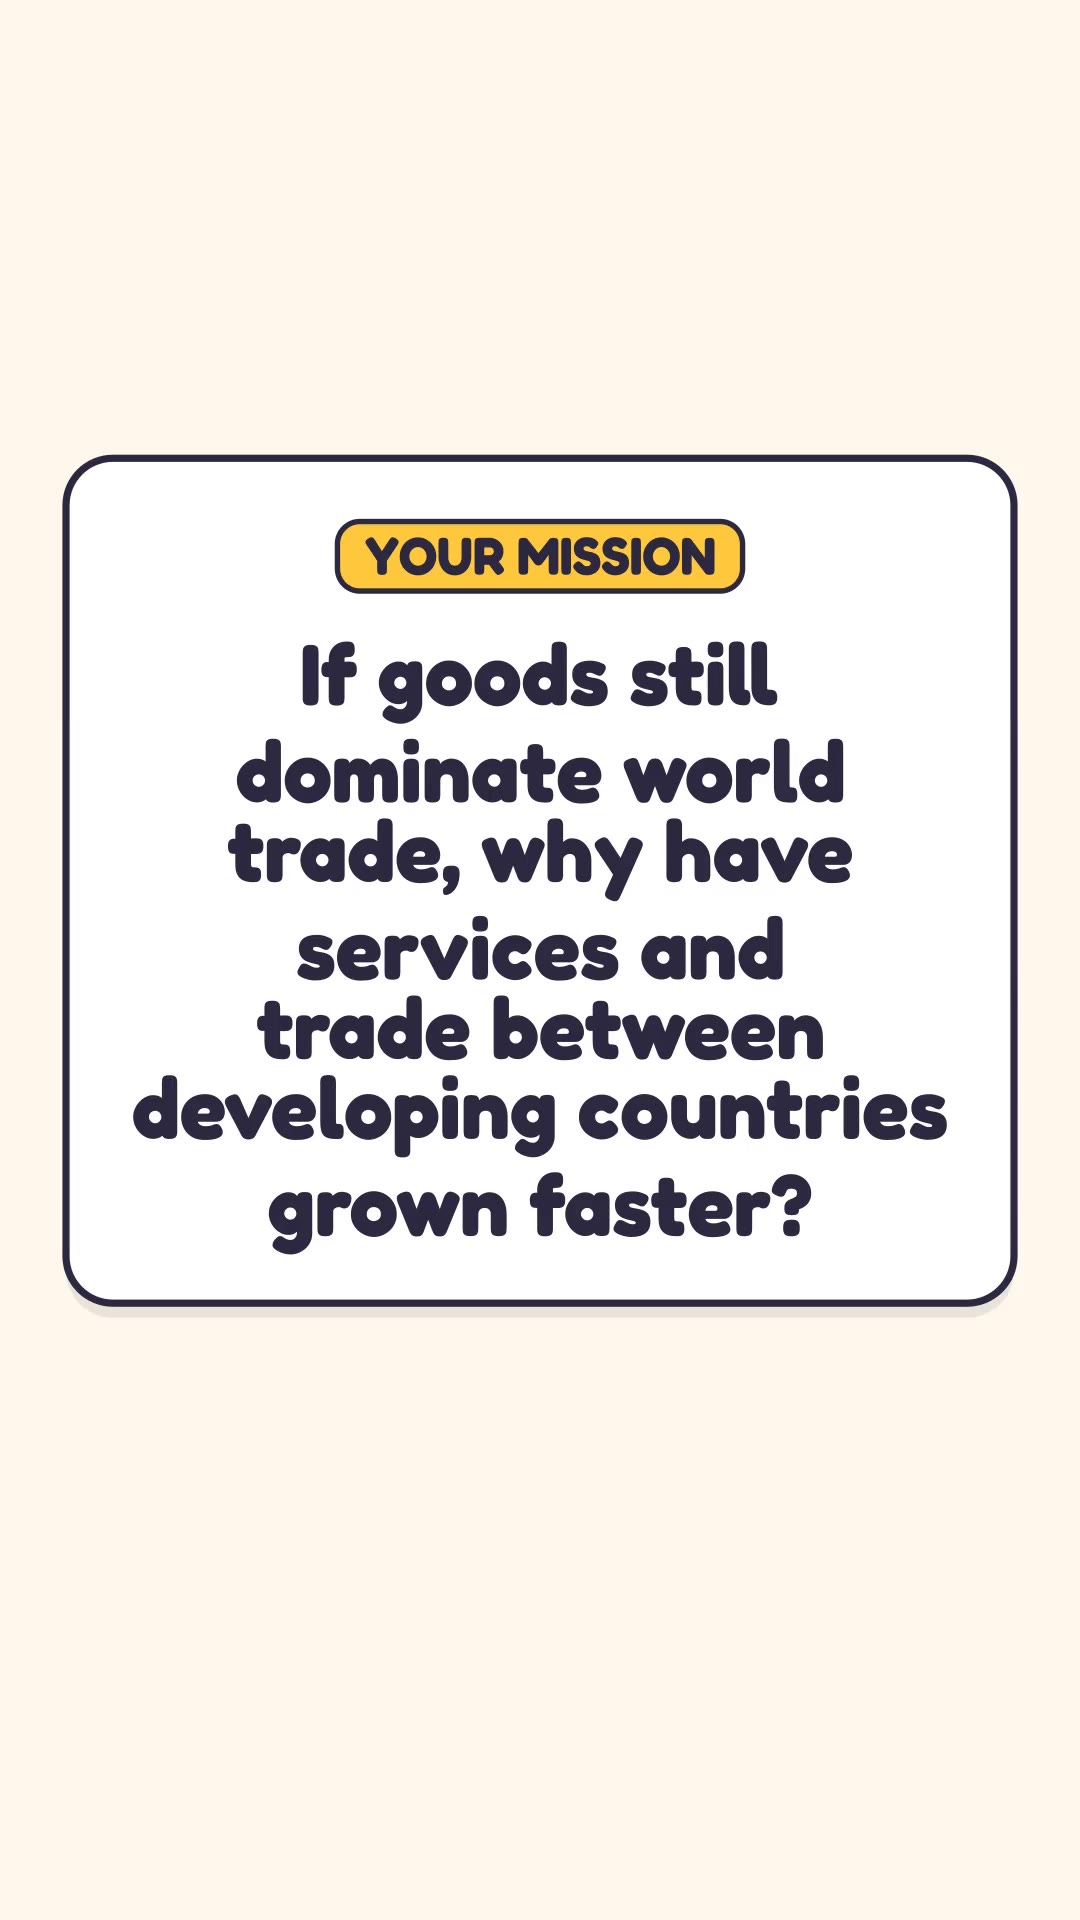 YOUR MISSION
If goods still
dominate world
trade, why have
services and
trade between
developing countries
grown faster?